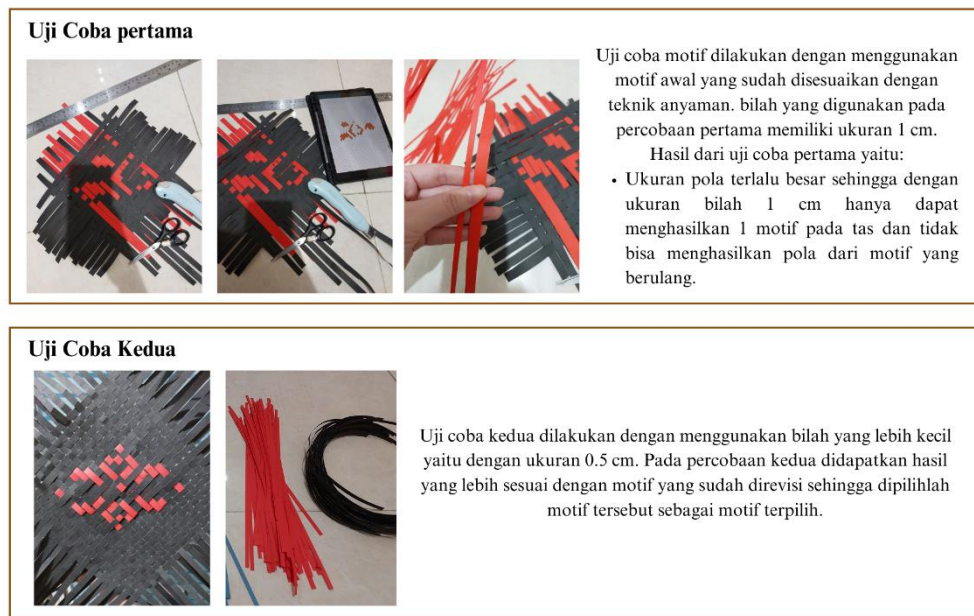 Uji Coba pertama
Uji coba motif dilakukan dengan menggunakan
motif awal yang sudah disesuaikan dengan
teknik anyaman. bilah yang digunakan pada
percobaan pertama memiliki ukuran 1 cm.
Hasil dari uji coba pertama yaitu:
• Ukuran pola terlalu besar sehingga dengan
ukuran bilah 1 cm hanya dapat
menghasilkan 1 motif pada tas dan tidak
bisa menghasilkan pola dari motif yang
berulang.
Uji Coba Kedua
Uji coba kedua dilakukan dengan menggunakan bilah yang lebih kecil
yaitu dengan ukuran 0.5 cm. Pada percobaan kedua didapatkan hasil
yang lebih sesuai dengan motif yang sudah direvisi sehingga dipilihlah
motif tersebut sebagai motif terpilih.